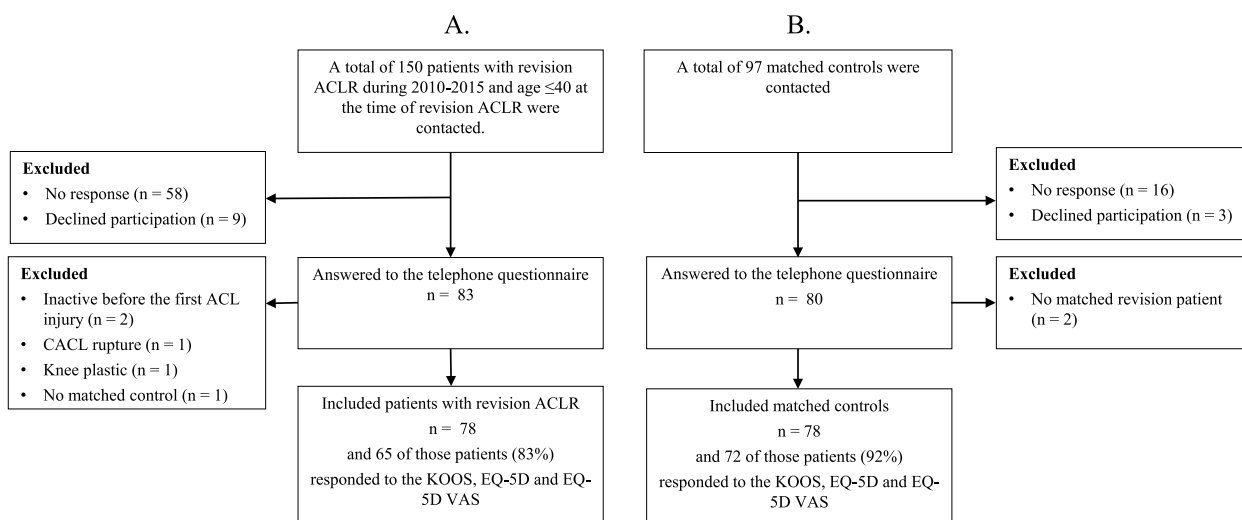 A.
A total of 150 patients with revision
ACLR during 2010-2015 and age ≤40 at
the time of revision ACLR were
contacted.
Excluded
• No response (n = 58)
• Declined participation (n = 9)
Answered to the telephone questionnaire
n = 83
Excluded
• Inactive before the first ACL
injury (n = 2)
• CACL rupture (n = 1)
• Knee plastic (n = 1)
• No matched control (n = 1)
Included patients with revision ACLR
n = 78
and 65 of those patients (83%)
responded to the KOOS, EQ-5D and EQ-
5D VAS
B.
A total of 97 matched controls were
contacted
Excluded
• No response (n = 16)
• Declined participation (n = 3)
Answered to the telephone questionnaire
n = 80
Excluded
• No matched revision patient
(n = 2)
Included matched controls
n = 78
and 72 of those patients (92%)
responded to the KOOS, EQ-5D and EQ-
5D VAS